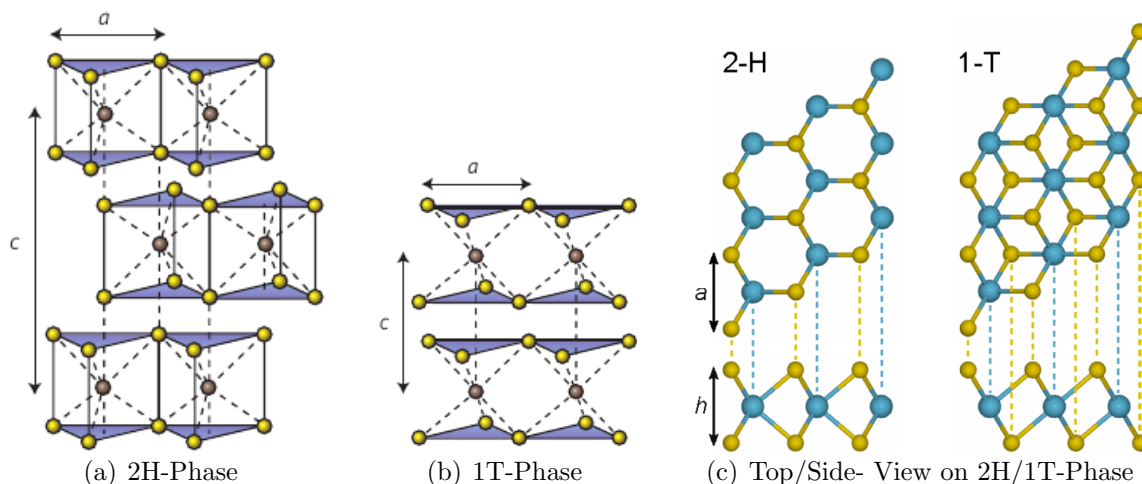 a
c
(a) 2H-Phase
a
c
(b) 1T-Phase
2-H
1-T
a
h
(c) Top/Side- View on 2H/1T-Phase